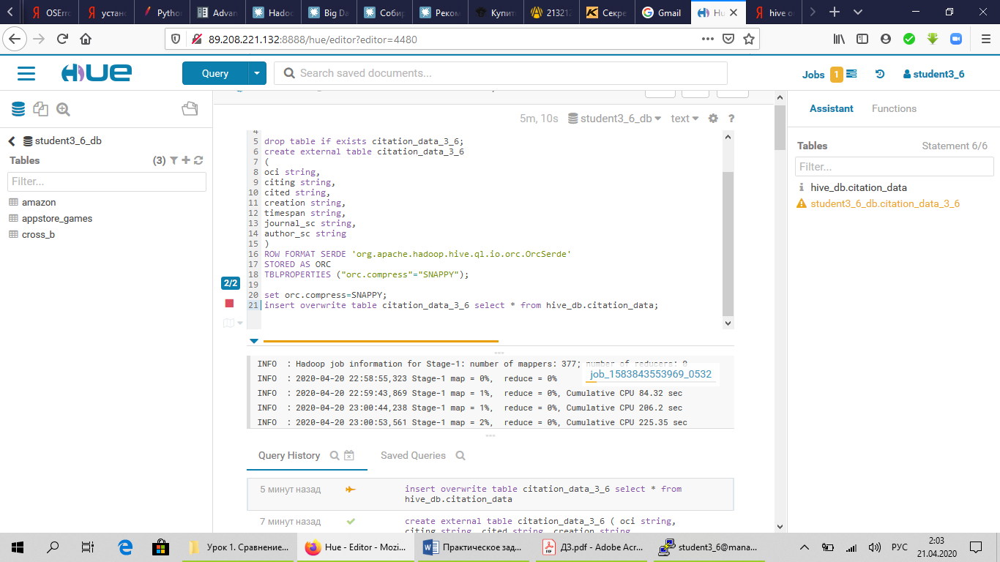 OSErro
устано
Python
Advan
Hadoo
Big Da
Собир
Реком
Купить
213212
Секре
Gmail
Hu
hive o
89.208.221.132:8888/hue/editor?editor=4480
HUE
Query
Search saved documents...
Jobs 1
student3_6
student3_6_db
Tables (3)
Filter...
amazon
appstore_games
cross_b
5m, 10s student3_6_db text ?
4
5 drop table if exists citation_data_3_6;
6 create external table citation_data_3_6
7 (
8 oci string,
9 citing string,
10 cited string,
11 creation string,
12 timespan string,
13 journal_sc string,
14 author_sc string
15 )
16 ROW FORMAT SERDE 'org.apache.hadoop.hive.ql.io.orc.OrcSerde'
17 STORED AS ORC
18 TBLPROPERTIES ("orc.compress"="SNAPPY");
19
20 set orc.compress=SNAPPY;
21 insert overwrite table citation_data_3_6 select * from hive_db.citation_data;
2/2
INFO : Hadoop job information for Stage-1: number of mappers: 377; number of reducers: 0
INFO : 2020-04-20 22:58:55,323 Stage-1 map = 0%, reduce = 0%
job_1583843553969_0532
INFO : 2020-04-20 22:59:43,869 Stage-1 map = 1%, reduce = 0%, Cumulative CPU 84.32 sec
INFO : 2020-04-20 23:00:44,238 Stage-1 map = 1%, reduce = 0%, Cumulative CPU 206.2 sec
INFO : 2020-04-20 23:00:53,561 Stage-1 map = 2%, reduce = 0%, Cumulative CPU 225.35 sec
Query History
Saved Queries
5 минут назад
insert overwrite table citation_data_3_6 select * from
hive_db.citation_data
7 минут назад
create external table citation_data_3_6 ( oci string,
citing string, cited string, creation string,
Assistant
Functions
Tables
Statement 6/6
Filter...
hive_db.citation_data
student3_6_db.citation_data_3_6
Урок 1. Сравнение...
Hue - Editor - Mozi...
Практическое зад...
ДЗ.pdf - Adobe Acr...
student3_6@mana...
РУС
2:03
21.04.2020